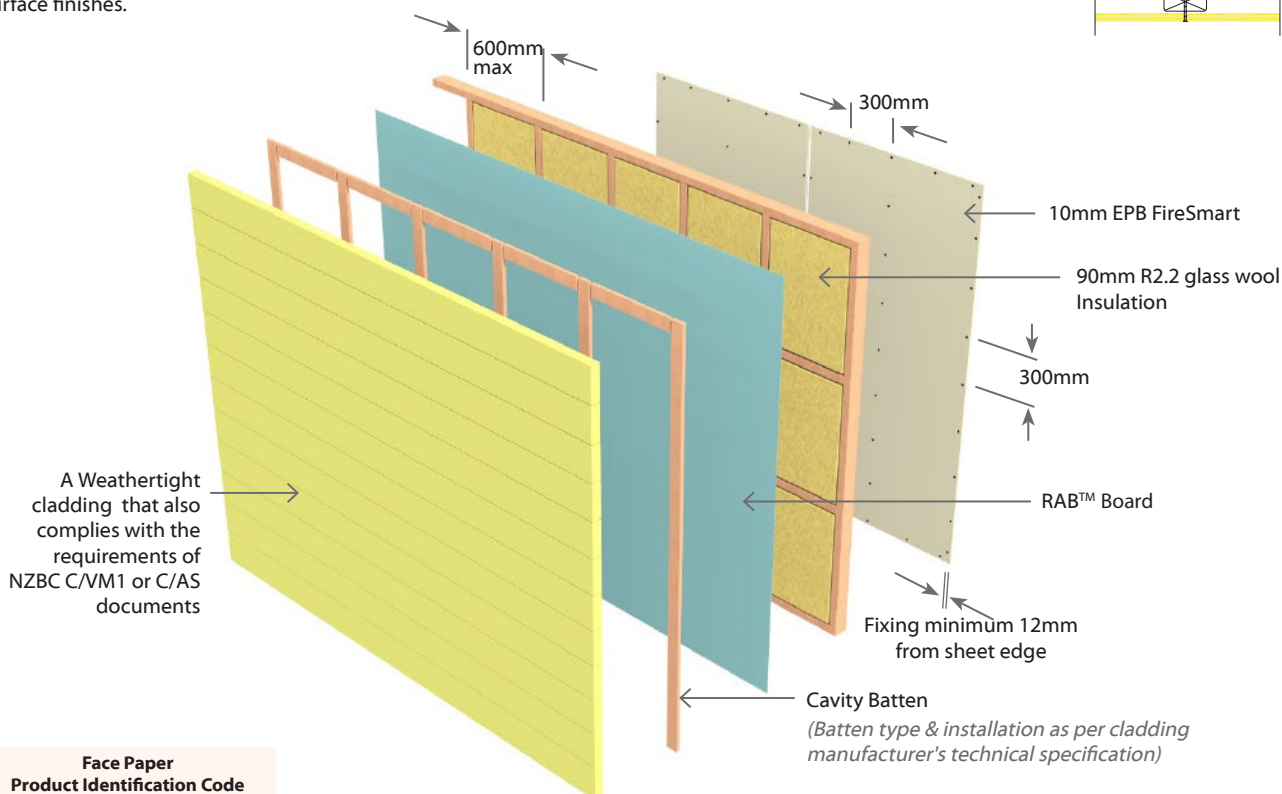 urface finishes.
600mm
max
300mm
10mm EPB FireSmart
90mm R2.2 glass wool
Insulation
300mm
A Weathertight
cladding that also
complies with the
requirements of
NZBC C/VM1 or C/AS
documents
RAB™ Board
Fixing minimum 12mm
from sheet edge
Cavity Batten
(Batten type & installation as per cladding
manufacturer's technical specification)
Face Paper
Product Identification Code